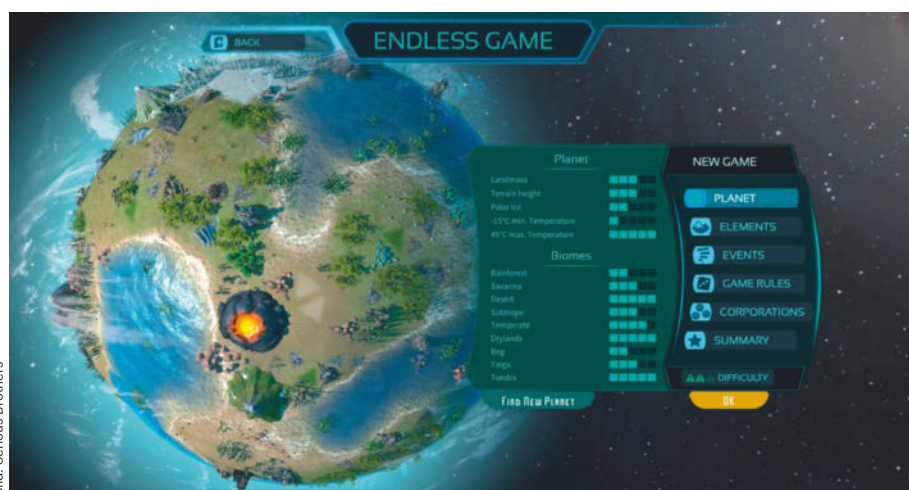 BACK
ENDLESS GAME
Planet
Landmass
Terrain height
Polar ice
-15°C min. Temperature
45°C max. Temperature
Biomes
Rainforest
Savanna
Desert
Subtrope
Temperate
Drylands
Bog
Taiga
Tundra
Find New Planet
NEW GAME
PLANET
ELEMENTS
EVENTS
GAME RULES
CORPORATIONS
SUMMARY
DIFFICULTY
OK
Brothers